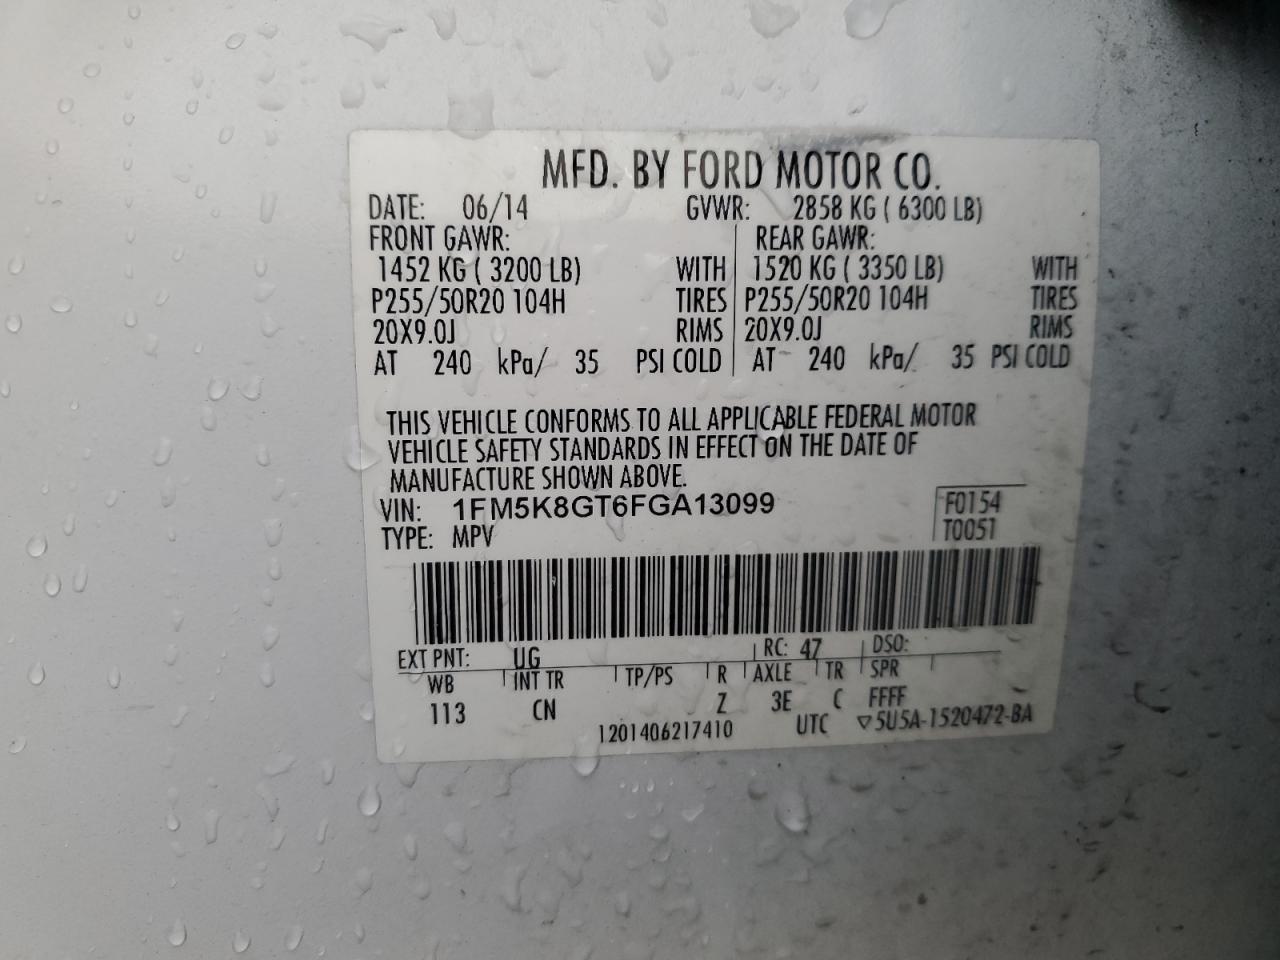 MFD. BY FORD MOTOR CO.
DATE: 06/14 GVWR: 2858 KG ( 6300 LB)
FRONT GAWR: REAR GAWR:
1452 KG ( 3200 LB) WITH 1520 KG ( 3350 LB) WITH
P255/50R20 104H TIRES P255/50R20 104H TIRES
20X9.0J RIMS 20X9.0J RIMS
AT 240 kPa/ 35 PSI COLD AT 240 kPa/ 35 PSI COLD
THIS VEHICLE CONFORMS TO ALL APPLICABLE FEDERAL MOTOR
VEHICLE SAFETY STANDARDS IN EFFECT ON THE DATE OF
MANUFACTURE SHOWN ABOVE.
VIN: 1FM5K8GT6FGA13099 F0154
TYPE: MPV T0051
EXT PNT: UG RC: 47 DSO:
WB INT TR TP/PS R AXLE TR SPR
113 CN Z 3E C FFFF
1201406217410 UTC ▽5U5A-1520472-BA